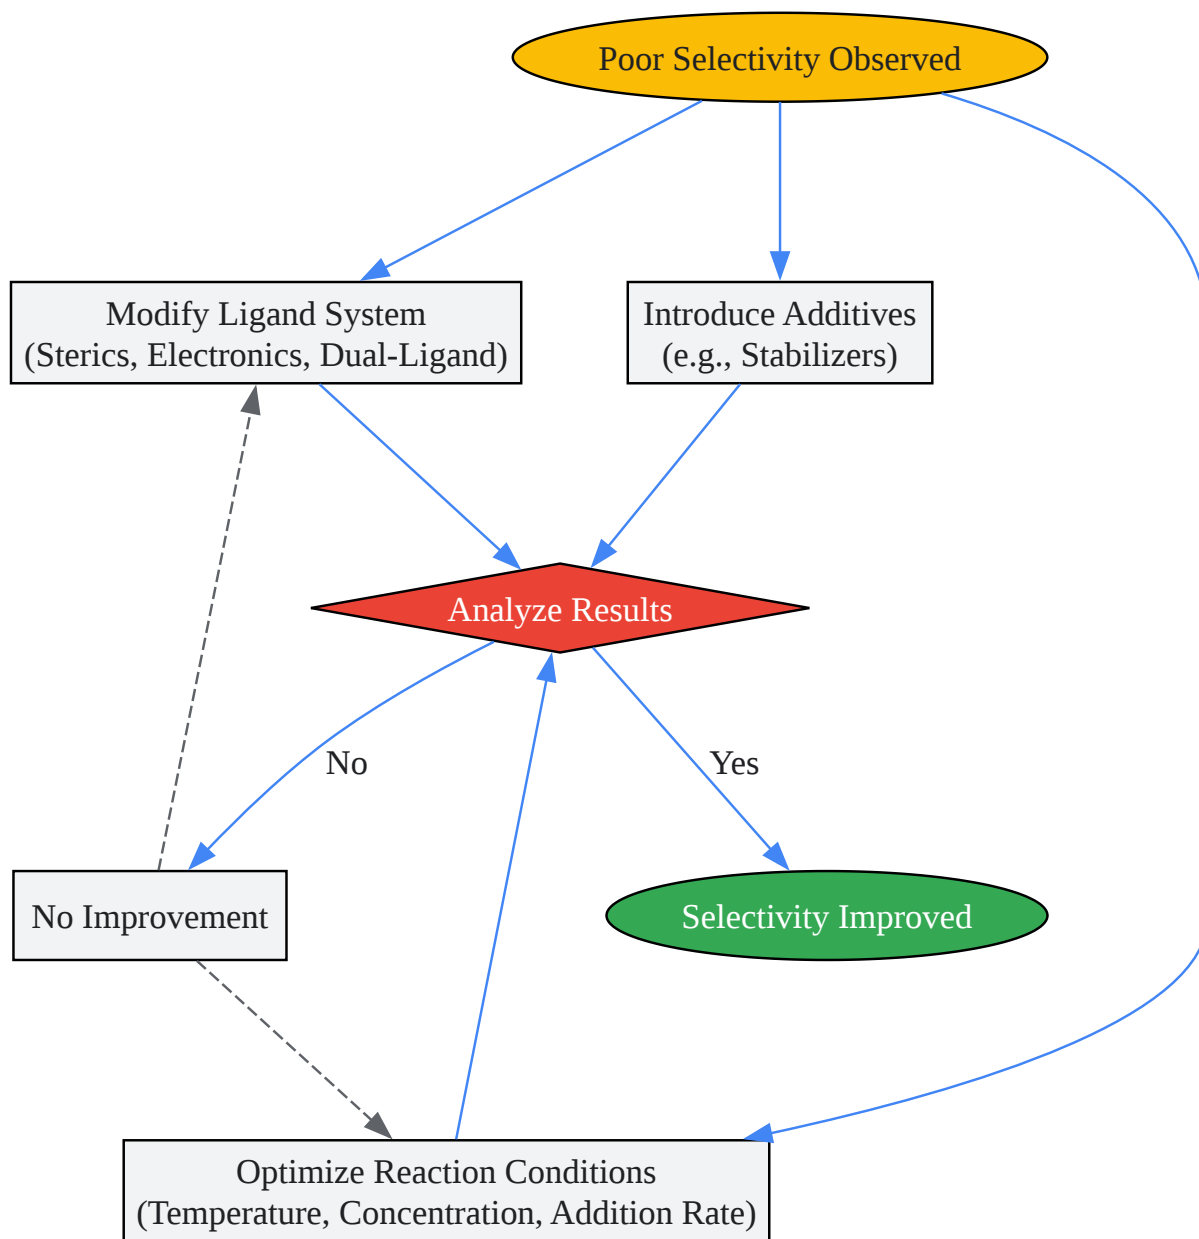 Poor Selectivity Observed
Modify Ligand System
(Sterics, Electronics, Dual-Ligand)
Introduce Additives
(e.g., Stabilizers)
Analyze Results
No
Yes
No Improvement
Selectivity Improved
Optimize Reaction Conditions
(Temperature, Concentration, Addition Rate)